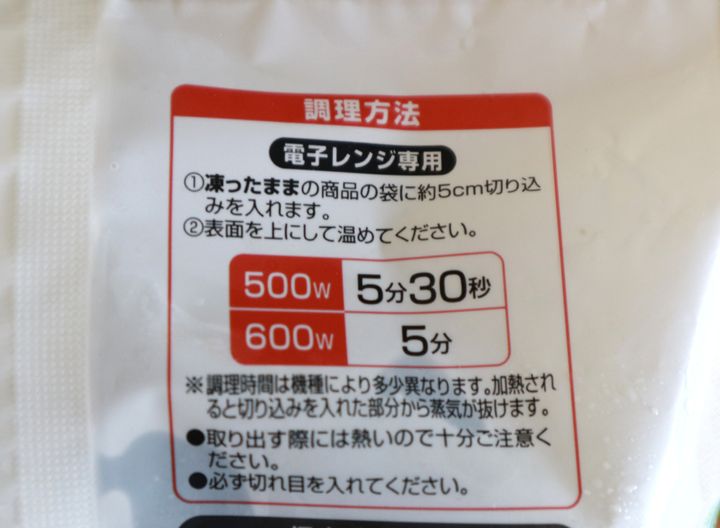 調理方法
電子レンジ専用
①凍ったままの商品の袋に約5cm切り込
みを入れます。
②表面を上にして温めてください。
500W 5分30秒
600W 5分
※調理時間は機種により多少異なります。加熱され
ると切り込みを入れた部分から蒸気が抜けます。
●取り出す際には熱いので十分ご注意く
ださい。
●必ず切れ目を入れてください。